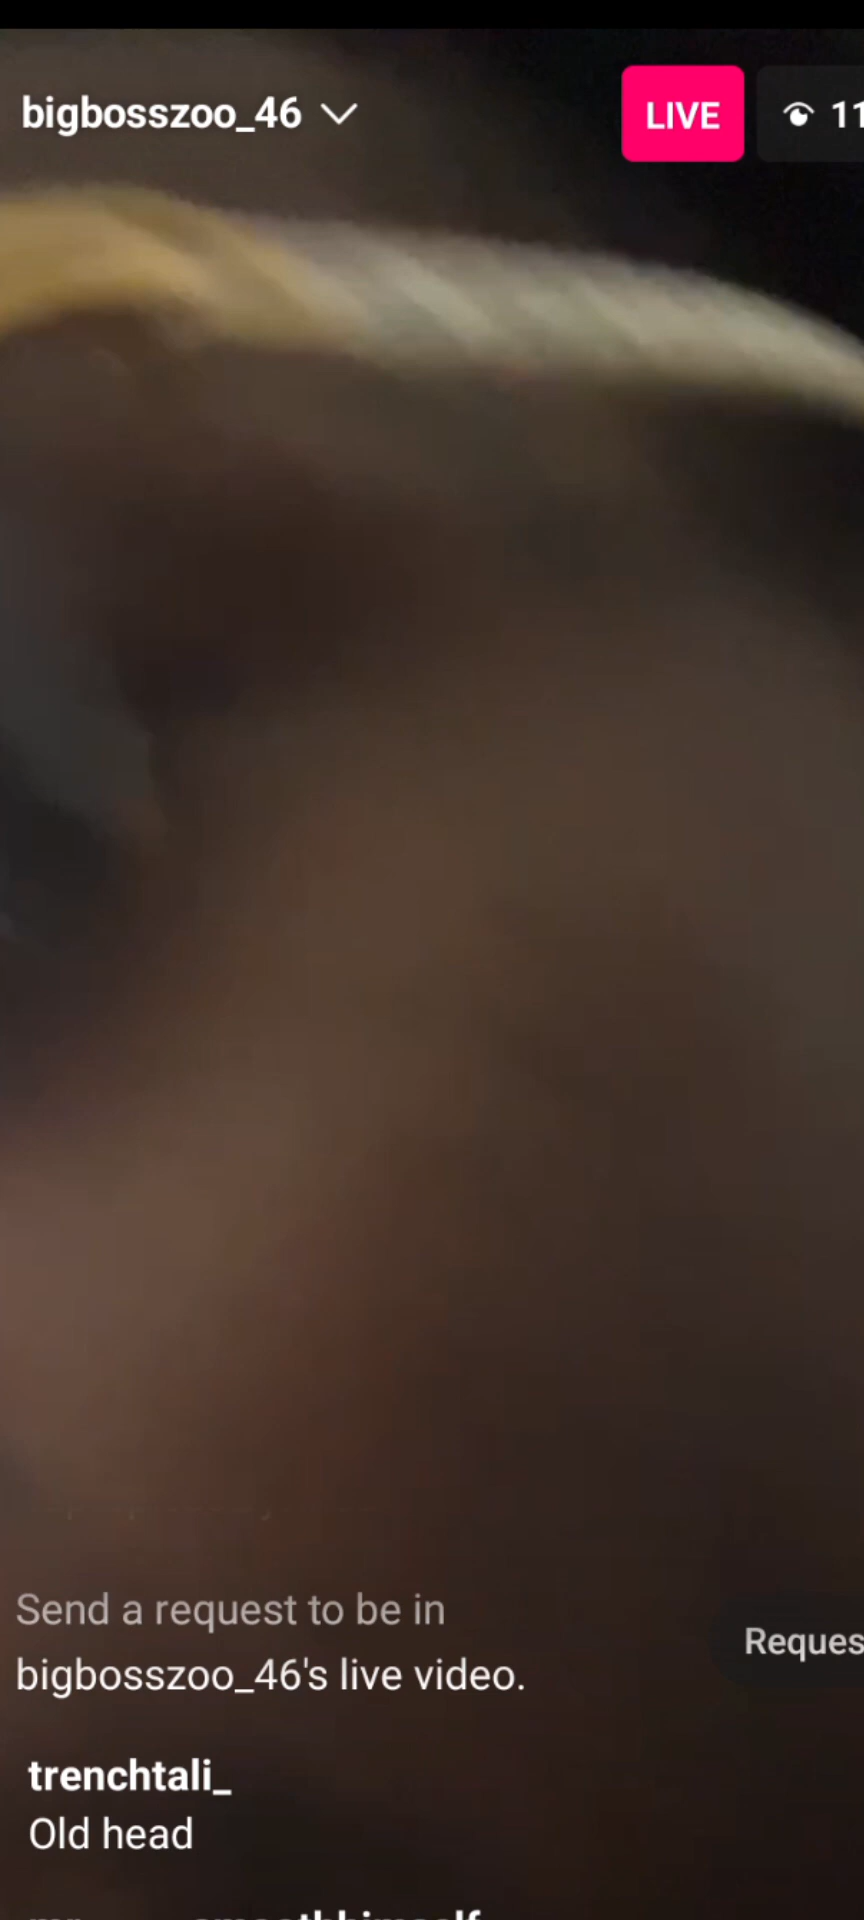 bigbosszoo_46
LIVE
Send a request to be in
bigbosszoo_46's live video.
trenchtali_
Old head